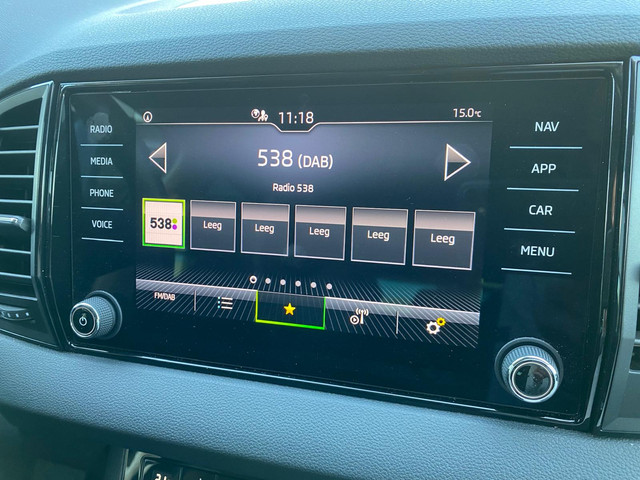 11:18
15.0°C
RADIO
MEDIA
PHONE
VOICE
538 (DAB)
Radio 538
538
Leeg
Leeg
Leeg
Leeg
Leeg
FM/DAB
NAV
APP
CAR
MENU